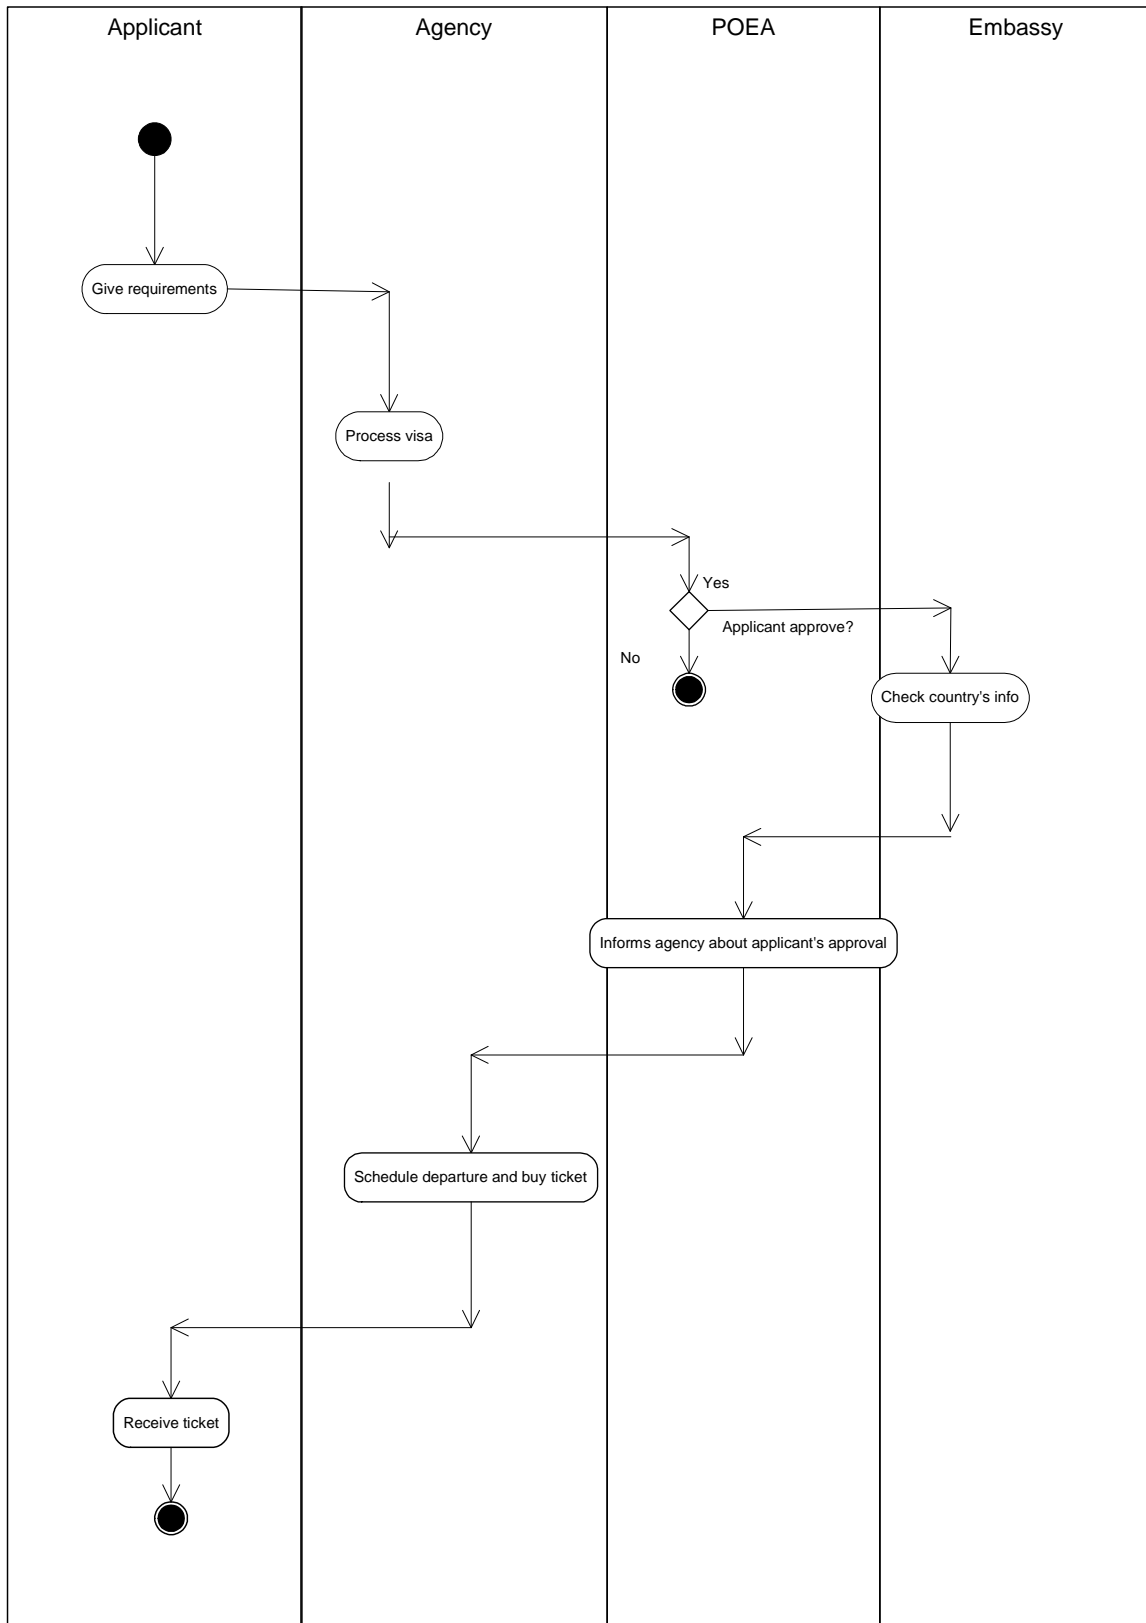 Applicant
Agency
POEA
Embassy
Give requirements
Process visa
Yes
Applicant approve?
No
Check country's info
Informs agency about applicant's approval
Schedule departure and buy ticket
Receive ticket